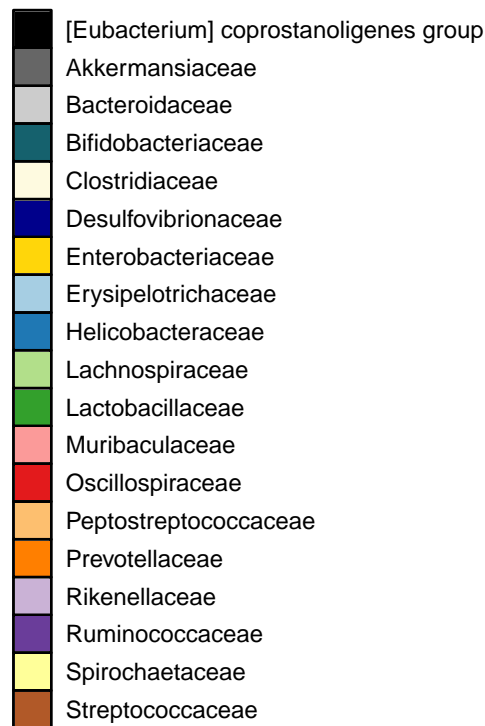 [Eubacterium] coprostanoligenes group
Akkermansiaceae
Bacteroidaceae
Bifidobacteriaceae
Clostridiaceae
Desulfovibrionaceae
Enterobacteriaceae
Erysipelotrichaceae
Helicobacteraceae
Lachnospiraceae
Lactobacillaceae
Muribaculaceae
Oscillospiraceae
Peptostreptococcaceae
Prevotellaceae
Rikenellaceae
Ruminococcaceae
Spirochaetaceae
Streptococcaceae